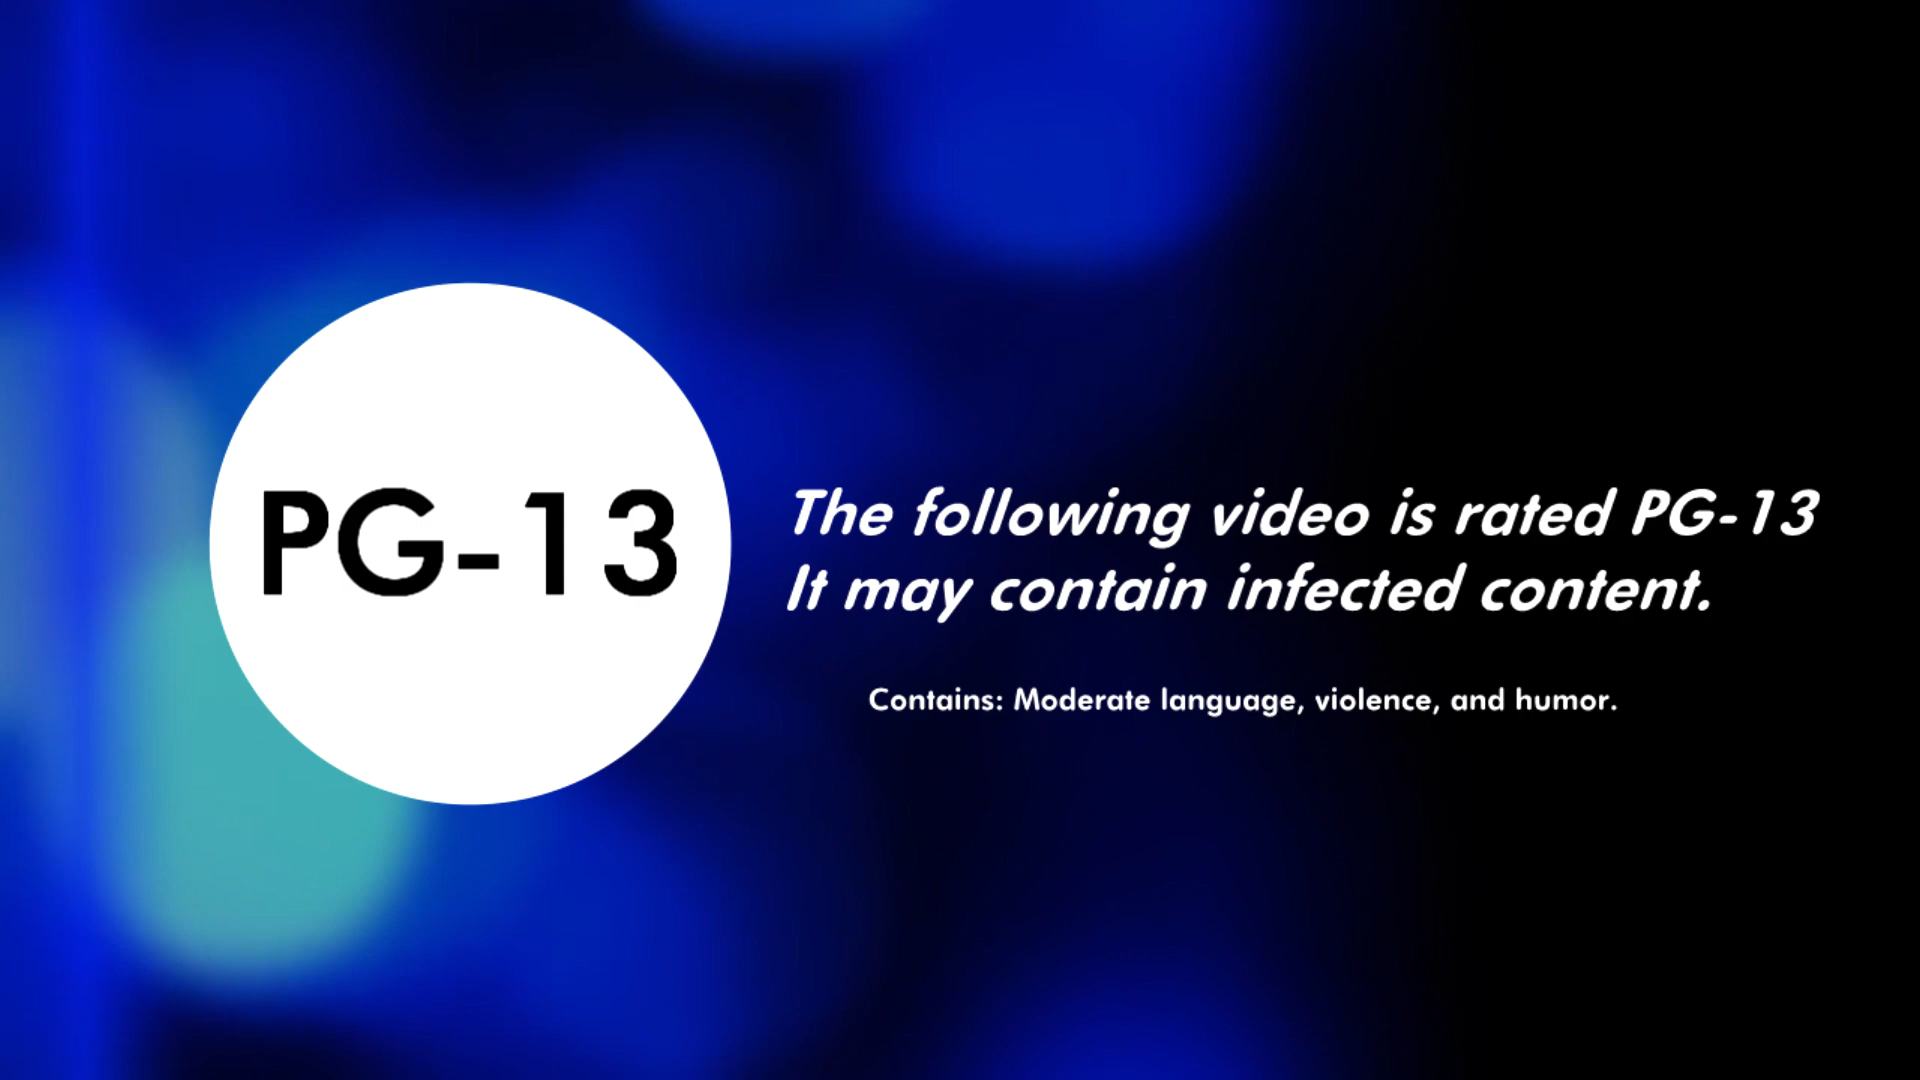 PG-13
The following video is rated PG-13
It may contain infected content.
Contains: Moderate language, violence, and humor.